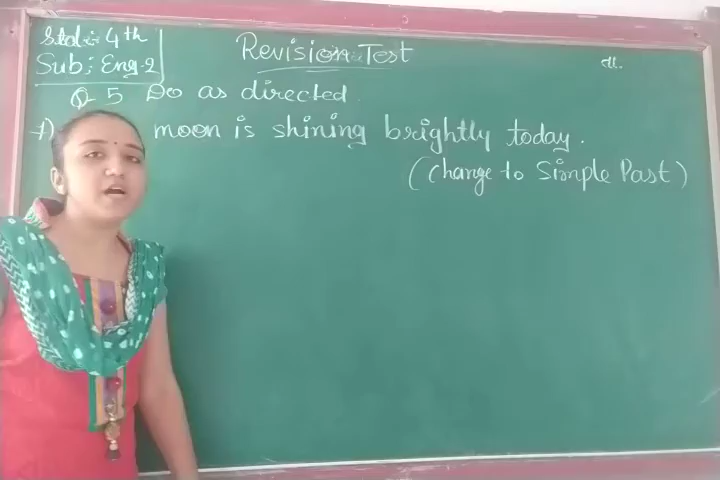 Std :- 4th
Sub : Eng-2
Revision Test
Q 5 Do as directed.
1) moon is shining brightly today.
(Change to Simple Past)